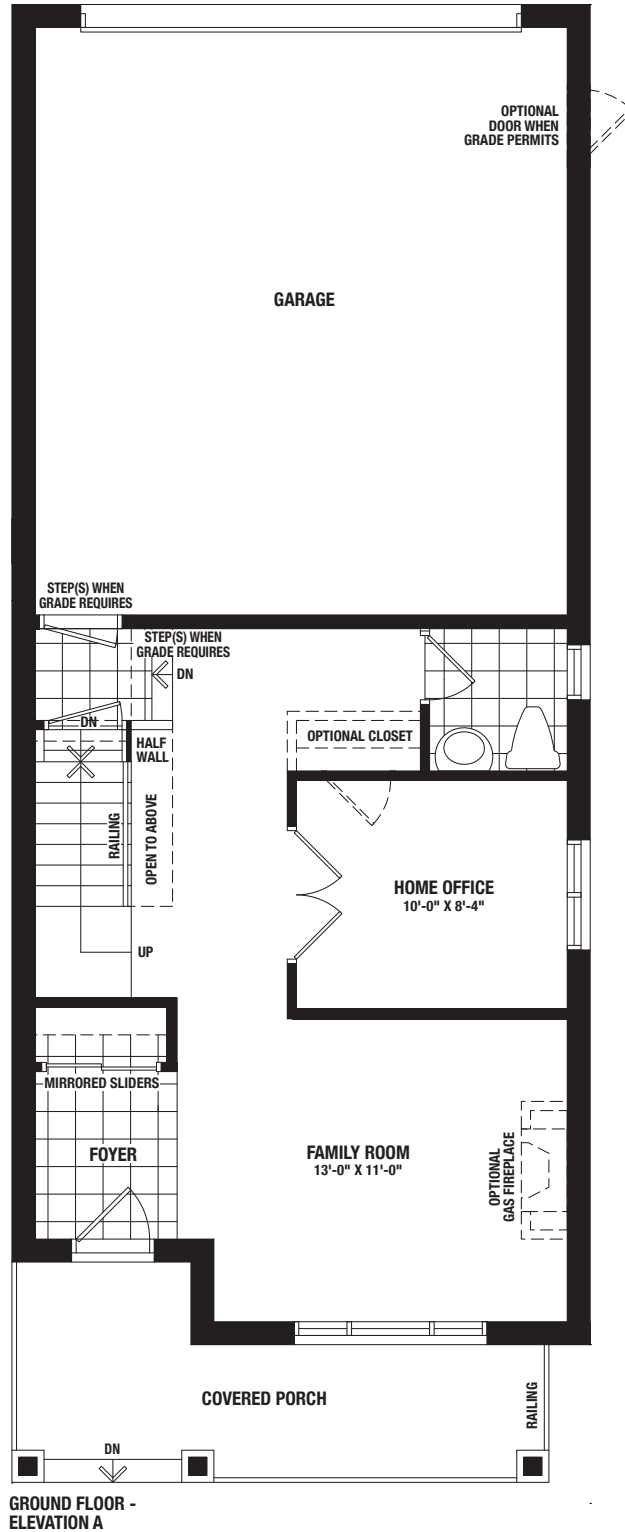 OPTIONAL
DOOR WHEN
GRADE PERMITS
GARAGE
STEP(S) WHEN
GRADE REQUIRES
STEP(S) WHEN
GRADE REQUIRES
DN
DN
HALF
WALL
OPTIONAL CLOSET
RAILING
OPEN TO ABOVE
HOME OFFICE
10'-0" X 8'-4"
UP
MIRRORED SLIDERS
FOYER
FAMILY ROOM
13'-0" X 11'-0"
OPTIONAL
GAS FIREPLACE
COVERED PORCH
RAILING
DN
GROUND FLOOR -
ELEVATION A